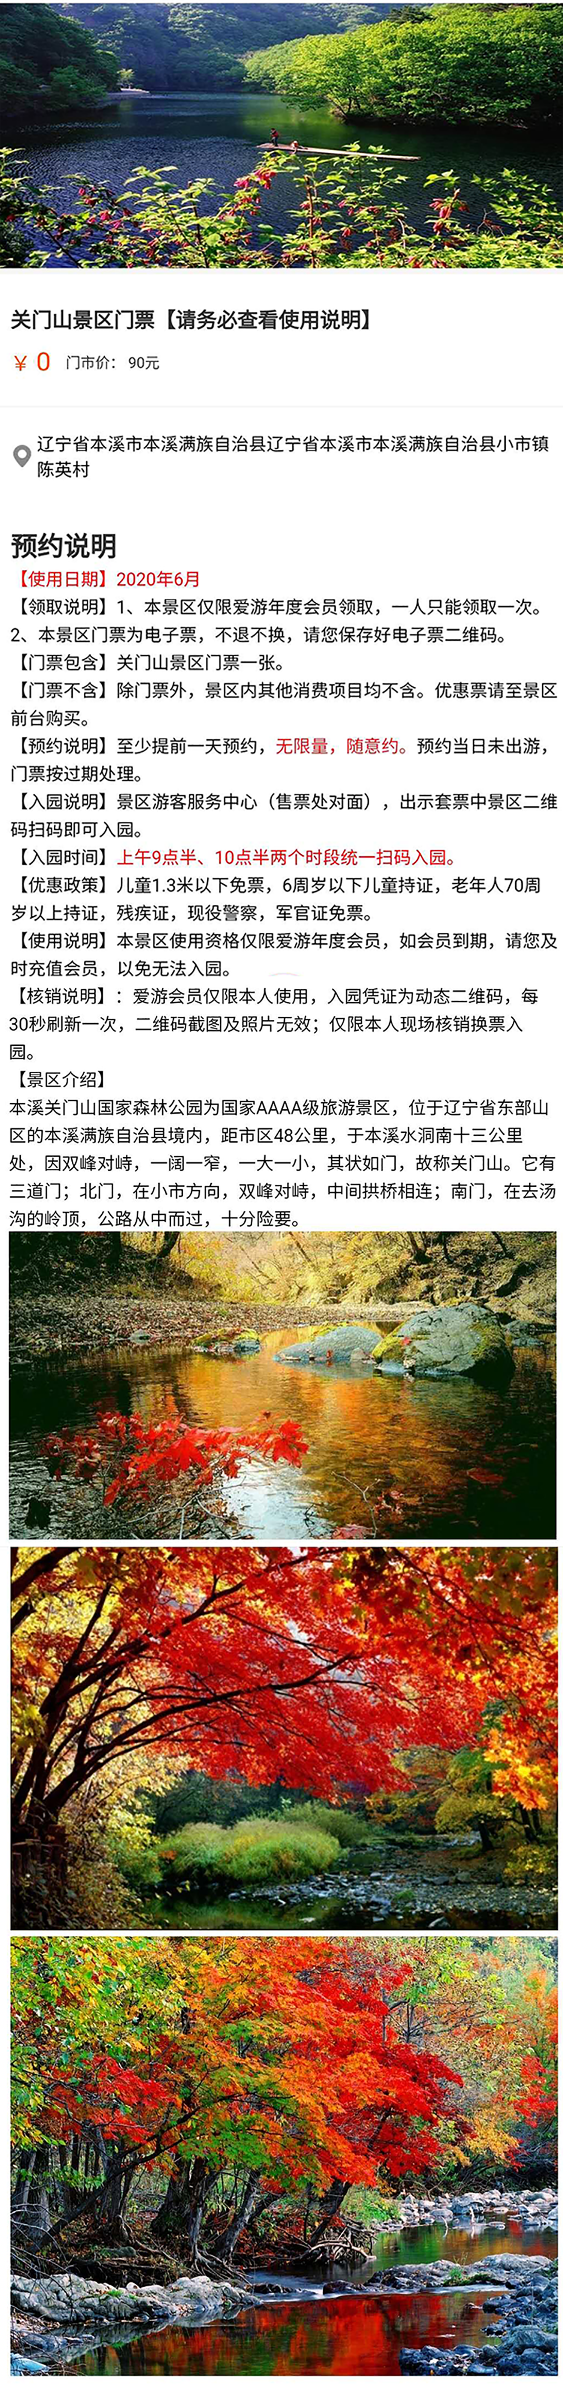 关门山景区门票【请务必查看使用说明】
¥ 0 门市价： 90元
辽宁省本溪市本溪满族自治县辽宁省本溪市本溪满族自治县小市镇
陈英村
预约说明
【使用日期】2020年6月
【领取说明】1、本景区仅限爱游年度会员领取，一人只能领取一次。
2、本景区门票为电子票，不退不换，请您保存好电子票二维码。
【门票包含】关门山景区门票一张。
【门票不含】除门票外，景区内其他消费项目均不含。优惠票请至景区
前台购买。
【预约说明】至少提前一天预约，无限量，随意约。预约当日未出游，
门票按过期处理。
【入园说明】景区游客服务中心（售票处对面），出示套票中景区二维
码扫码即可入园。
【入园时间】上午9点半、10点半两个时段统一扫码入园。
【优惠政策】儿童1.3米以下免票，6周岁以下儿童持证，老年人70周
岁以上持证，残疾证，现役警察，军官证免票。
【使用说明】本景区使用资格仅限爱游年度会员，如会员到期，请您及
时充值会员，以免无法入园。
【核销说明】：爱游会员仅限本人使用，入园凭证为动态二维码，每
30秒刷新一次，二维码截图及照片无效；仅限本人现场核销换票入
园。
【景区介绍】
本溪关门山国家森林公园为国家AAAA级旅游景区，位于辽宁省东部山
区的本溪满族自治县境内，距市区48公里，于本溪水洞南十三公里
处，因双峰对峙，一阔一窄，一大一小，其状如门，故称关门山。它有
三道门；北门，在小市方向，双峰对峙，中间拱桥相连；南门，在去汤
沟的岭顶，公路从中而过，十分险要。